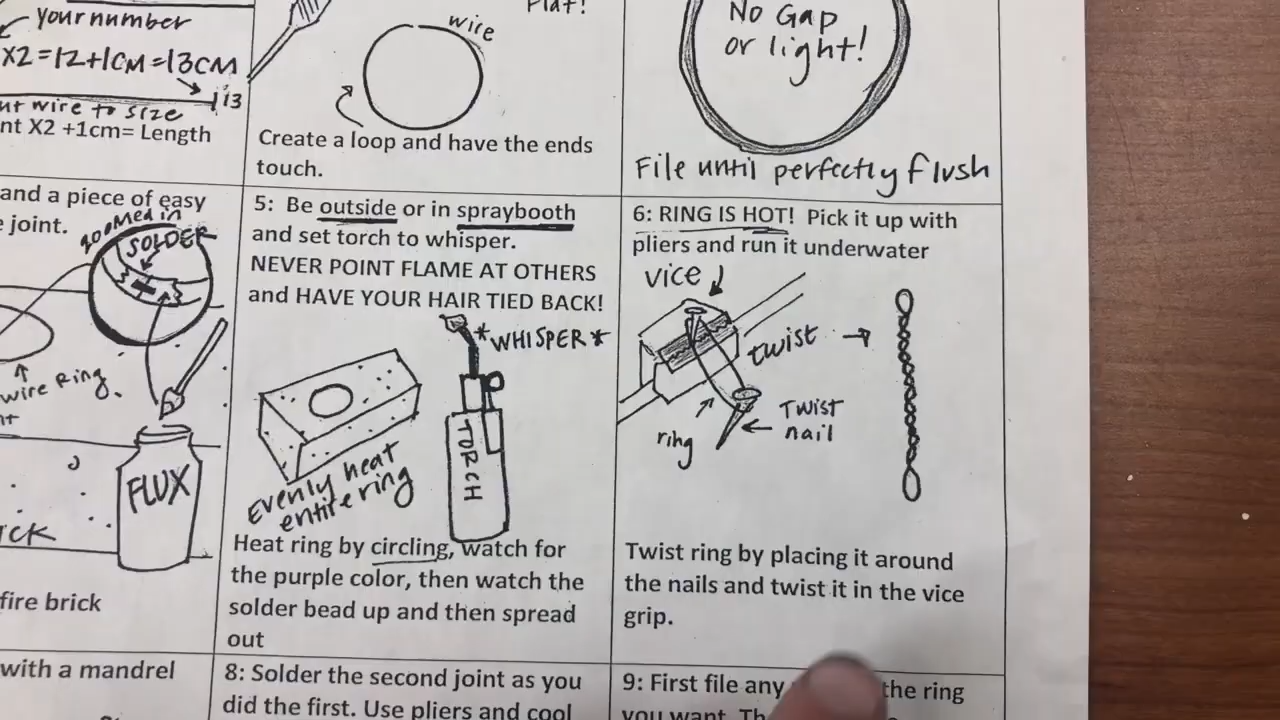 your number
X2=12+1cm=13cm
13
wire to size
nt X2 +1cm= Length
wire
Create a loop and have the ends
touch.
No Gap
or light!
File until perfectly flush
and a piece of easy
joint.
zoomed in
SOLDER
wire Ring.
FLUX
fire brick
5: Be outside or in spraybooth
and set torch to whisper.
NEVER POINT FLAME AT OTHERS
and HAVE YOUR HAIR TIED BACK!
*WHISPER*
TORCH
Evenly heat
entire ring
Heat ring by circling, watch for
the purple color, then watch the
solder bead up and then spread
out
6: RING IS HOT! Pick it up with
pliers and run it underwater
vice
twist
Twist
nail
ring
Twist ring by placing it around
the nails and twist it in the vice
grip.
with a mandrel
8: Solder the second joint as you
did the first. Use pliers and cool
9: First file any the ring
you want.